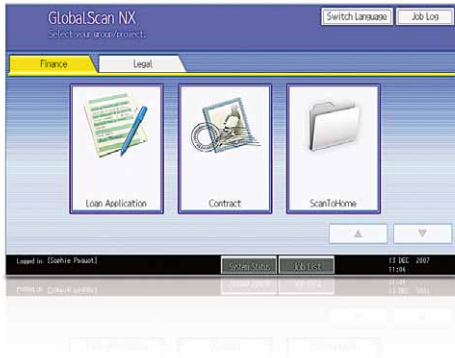 GlobalScan NX
Switch Language
Job Log
Select your group/project.
Finance
Legal
Loan Application
Contract
ScanToHome
Logged in: [Sophie Paquot]
System Status
Job List
13 DEC 2007
11:06